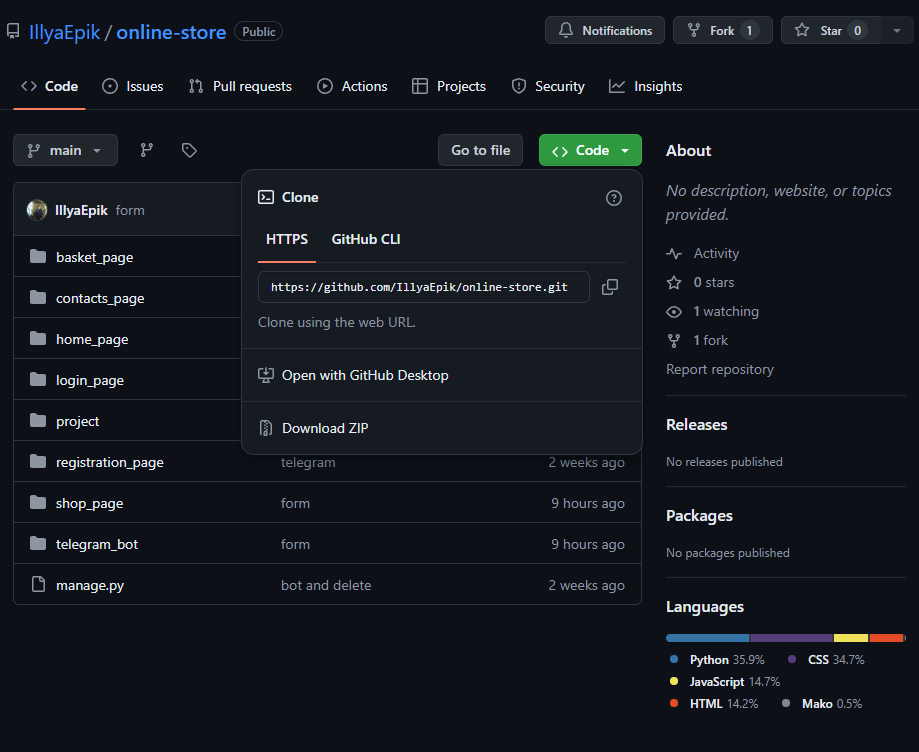 IllyaEpik / online-store Public Notifications Fork 1 Star 0
Code Issues Pull requests Actions Projects Security Insights
main Go to file Code
IllyaEpik form
basket_page
contacts_page
home_page
login_page
project
registration_page telegram 2 weeks ago
shop_page form 9 hours ago
telegram_bot form 9 hours ago
manage.py bot and delete 2 weeks ago
Clone
HTTPS GitHub CLI
https://github.com/IllyaEpik/online-store.git
Clone using the web URL.
Open with GitHub Desktop
Download ZIP
About
No description, website, or topics
provided.
Activity
0 stars
1 watching
1 fork
Report repository
Releases
No releases published
Packages
No packages published
Languages
Python 35.9% CSS 34.7%
JavaScript 14.7%
HTML 14.2% Mako 0.5%